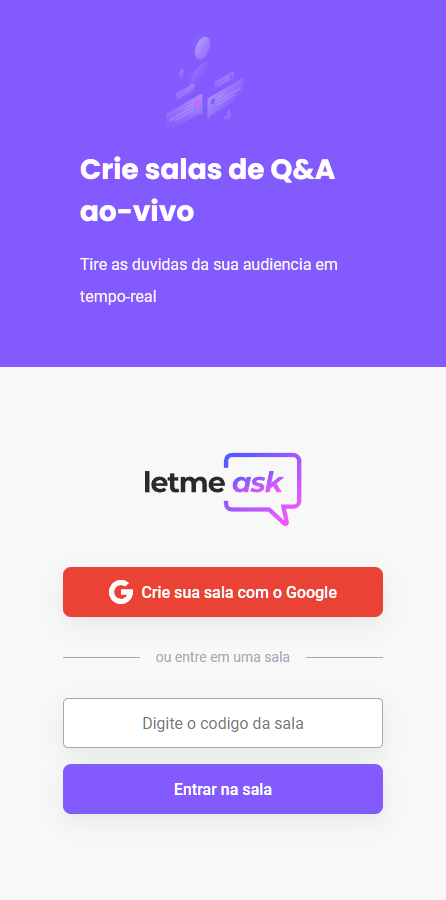 Crie salas de Q&A
ao-vivo
Tire as duvidas da sua audiencia em
tempo-real
letme ask
Crie sua sala com o Google
ou entre em uma sala
Digite o codigo da sala
Entrar na sala